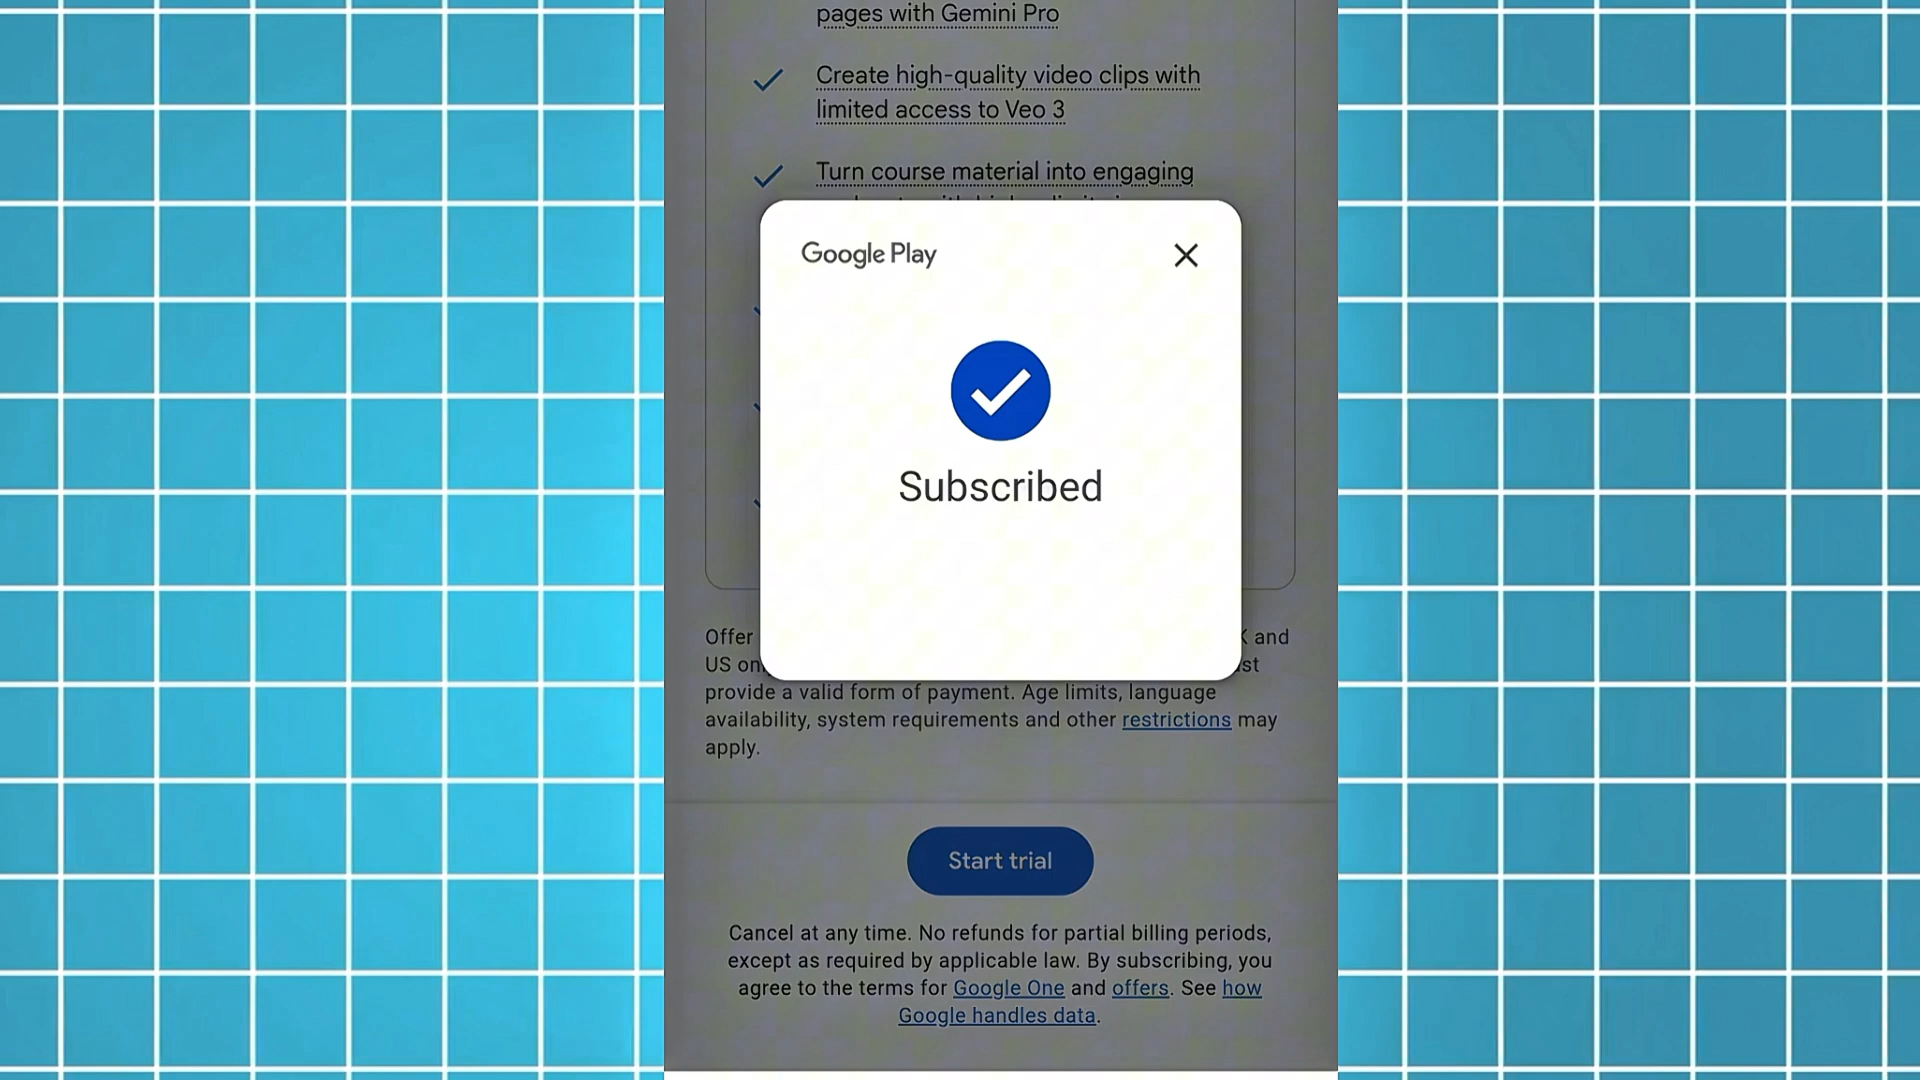 pages with Gemini Pro
Create high-quality video clips with
limited access to Veo 3
Turn course material into engaging
Google Play
Subscribed
Offer
and
US
provide a valid form of payment. Age limits, language
availability, system requirements and other restrictions may
apply.
Start trial
Cancel at any time. No refunds for partial billing periods,
except as required by applicable law. By subscribing, you
agree to the terms for Google One and offers. See how
Google handles data.